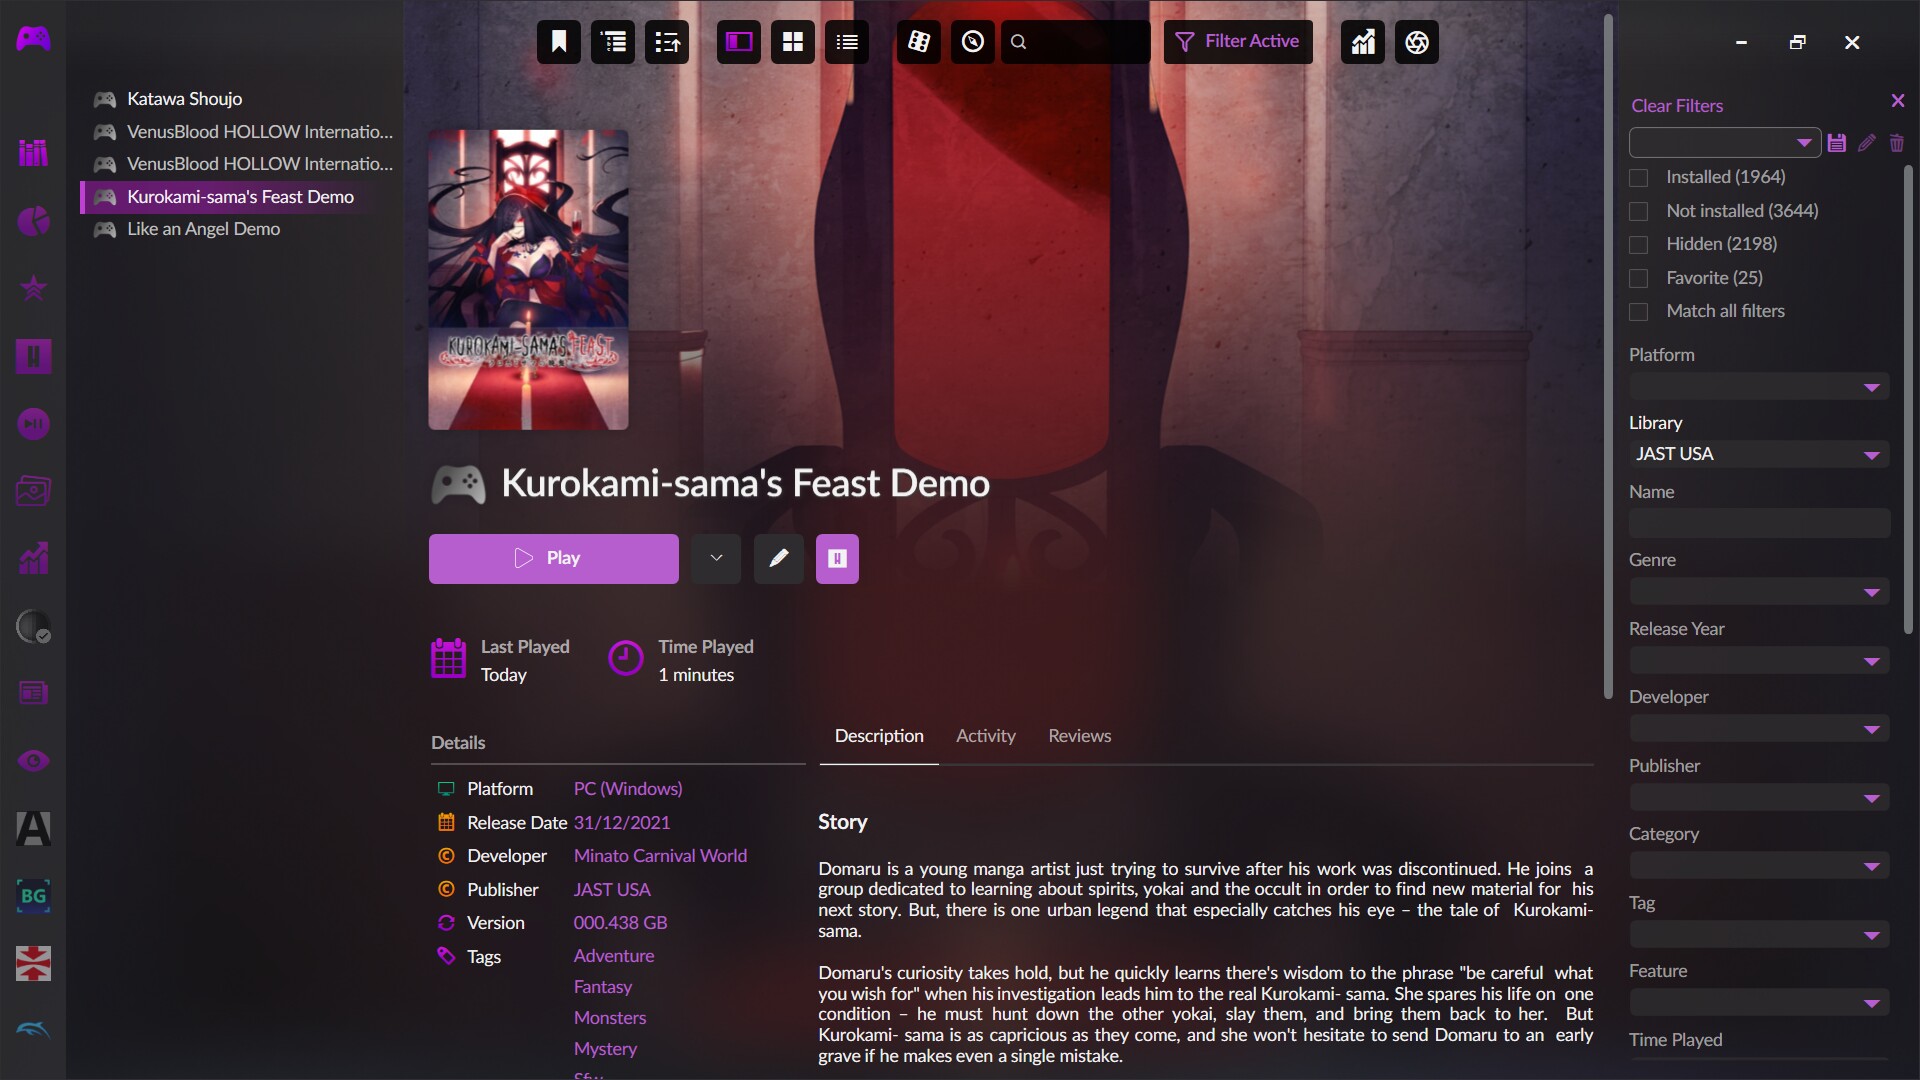 Filter Active
Katawa Shoujo
VenusBlood HOLLOW Internatio...
VenusBlood HOLLOW Internatio...
Kurokami-sama's Feast Demo
Like an Angel Demo
KUROKAMI-SAMA'S FEAST
Kurokami-sama's Feast Demo
Play
Last Played
Today
Time Played
1 minutes
Details
Platform PC (Windows)
Release Date 31/12/2021
Developer Minato Carnival World
Publisher JAST USA
Version 000.438 GB
Tags Adventure
Fantasy
Monsters
Mystery
Description Activity Reviews
Story
Domaru is a young manga artist just trying to survive after his work was discontinued. He joins a
group dedicated to learning about spirits, yokai and the occult in order to find new material for his
next story. But, there is one urban legend that especially catches his eye – the tale of Kurokami-
sama.
Domaru's curiosity takes hold, but he quickly learns there's wisdom to the phrase "be careful what
you wish for" when his investigation leads him to the real Kurokami- sama. She spares his life on one
condition – he must hunt down the other yokai, slay them, and bring them back to her. But
Kurokami- sama is as capricious as they come, and she won't hesitate to send Domaru to an early
grave if he makes even a single mistake.
Clear Filters
Installed (1964)
Not installed (3644)
Hidden (2198)
Favorite (25)
Match all filters
Platform
Library
JAST USA
Name
Genre
Release Year
Developer
Publisher
Category
Tag
Feature
Time Played
BG